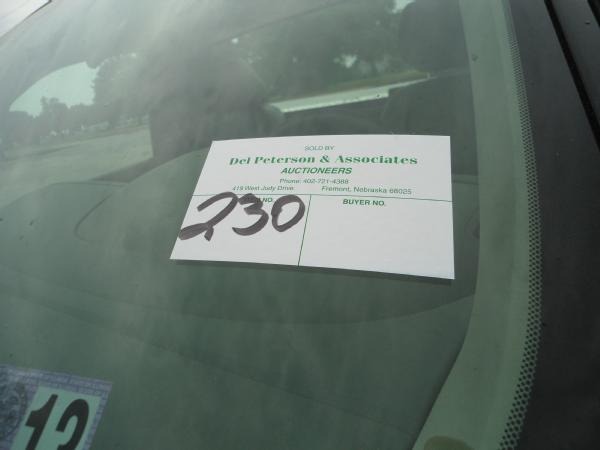 SOLD BY
Del Peterson & Associates
AUCTIONEERS
Phone: 402-721-4388
419 West Judy Drive Fremont, Nebraska 68025
NO. BUYER NO.
230
12